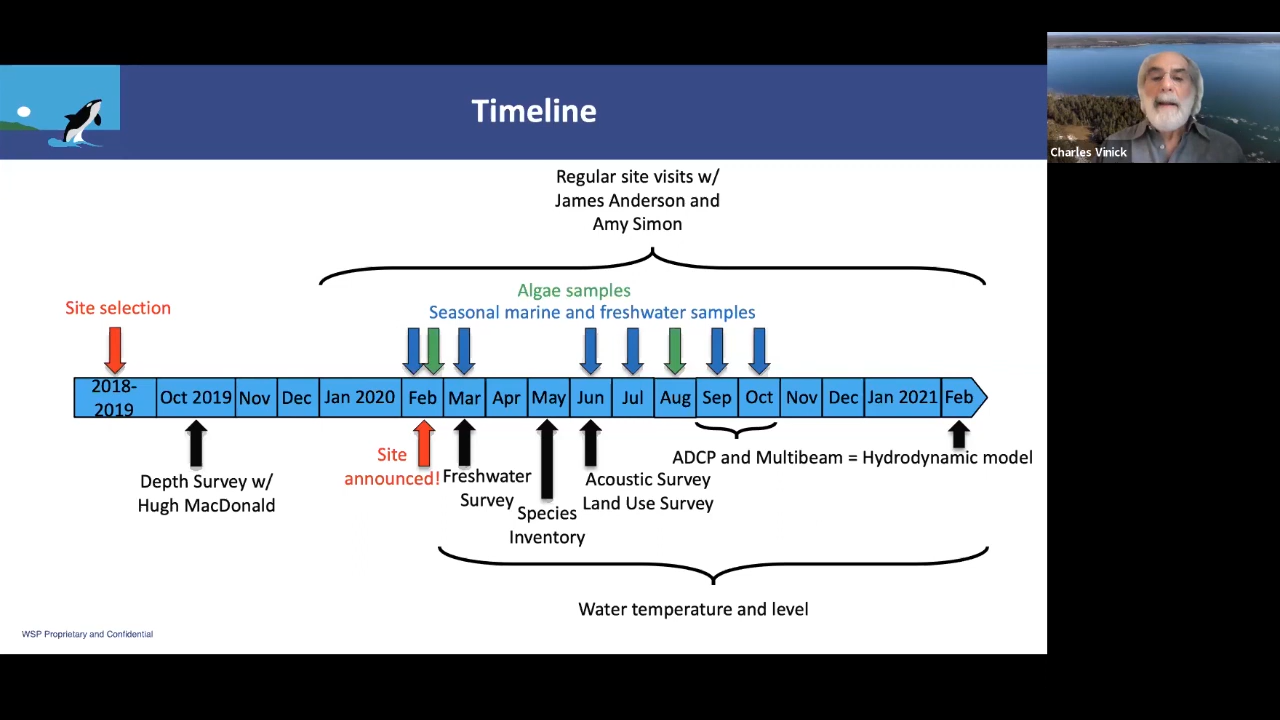 Timeline
Charles Vinick
Regular site visits w/
James Anderson and
Amy Simon
Algae samples
Site selection
Seasonal marine and freshwater samples
2018-
2019
Oct 2019
Nov
Dec
Jan 2020
Feb
Mar
Apr
May
Jun
Jul
Aug
Sep
Oct
Nov
Dec
Jan 2021
Feb
Site
announced!
Depth Survey w/
Hugh MacDonald
Freshwater
Survey
Species
Inventory
Acoustic Survey
Land Use Survey
ADCP and Multibeam = Hydrodynamic model
Water temperature and level
WSP Proprietary and Confidential